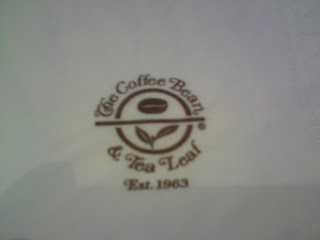 The Coffee Bean
®
& Tea Leaf
Est. 1963